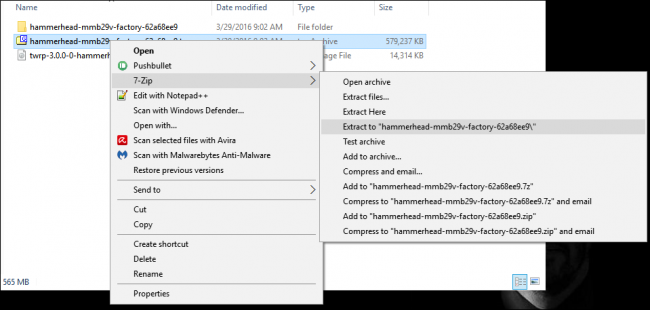 Name Date modified Type Size
hammerhead-mmb29v-factory-62a68ee9 3/29/2016 9:02 AM File folder
hammerhead-mmb29v-factory-62a68ee9 Archive 579,237 KB
twrp-3.0.0-0-hammerh File 14,314 KB
Open
Pushbullet
7-Zip
Edit with Notepad++
Scan with Windows Defender...
Open with...
Scan selected files with Avira
Scan with Malwarebytes Anti-Malware
Restore previous versions
Send to
Cut
Copy
Create shortcut
Delete
Rename
Properties
Open archive
Extract files...
Extract Here
Extract to "hammerhead-mmb29v-factory-62a68ee9\"
Test archive
Add to archive...
Compress and email...
Add to "hammerhead-mmb29v-factory-62a68ee9.7z"
Compress to "hammerhead-mmb29v-factory-62a68ee9.7z" and email
Add to "hammerhead-mmb29v-factory-62a68ee9.zip"
Compress to "hammerhead-mmb29v-factory-62a68ee9.zip" and email
565 MB